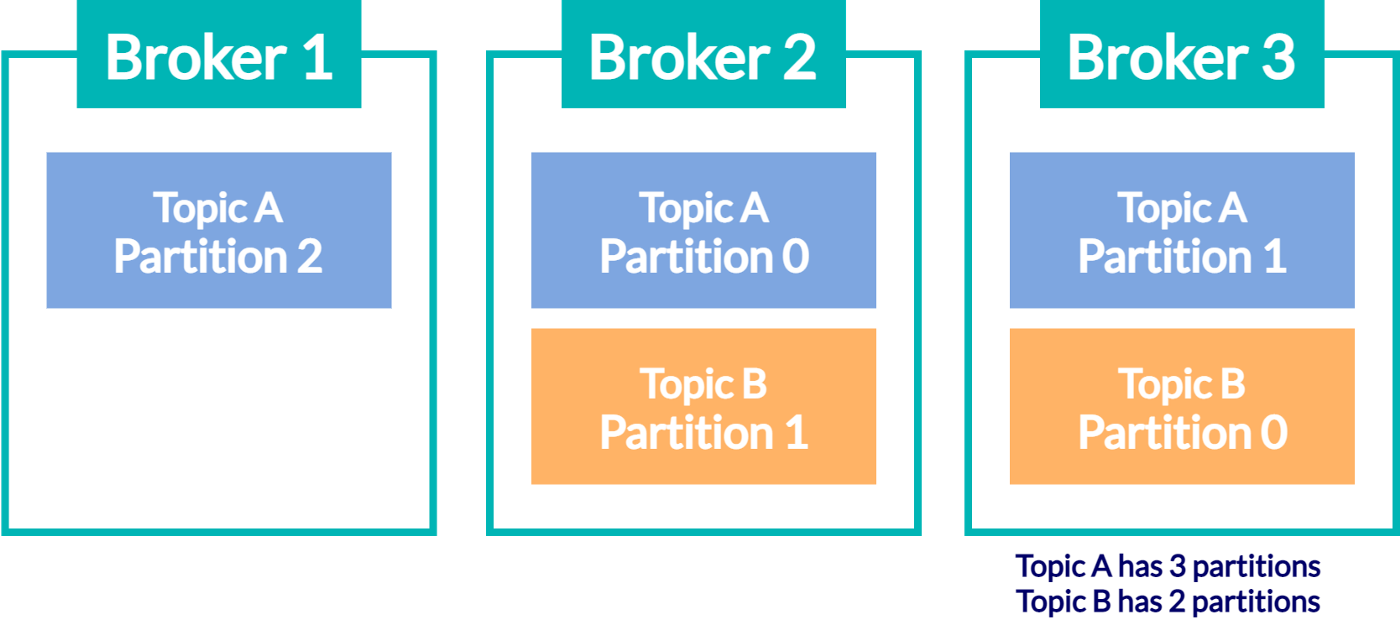 Broker 1
Topic A
Partition 2
Broker 2
Topic A
Partition 0
Topic B
Partition 1
Broker 3
Topic A
Partition 1
Topic B
Partition 0
Topic A has 3 partitions
Topic B has 2 partitions